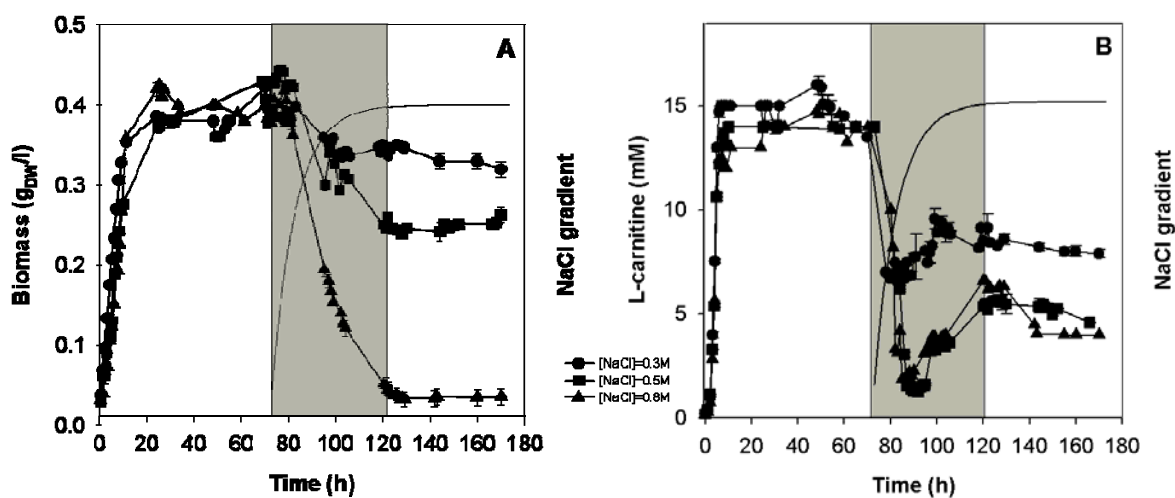 A
B
Biomass (gDW/l)
0.5
0.4
0.3
0.2
0.1
0.0
0 20 40 60 80 100 120 140 160 180
Time (h)
NaCl gradient
L-carnitine (mM)
15
10
5
0
0 20 40 60 80 100 120 140 160 180
Time (h)
NaCl gradient
[NaCl]=0.3M
[NaCl]=0.5M
[NaCl]=0.8M